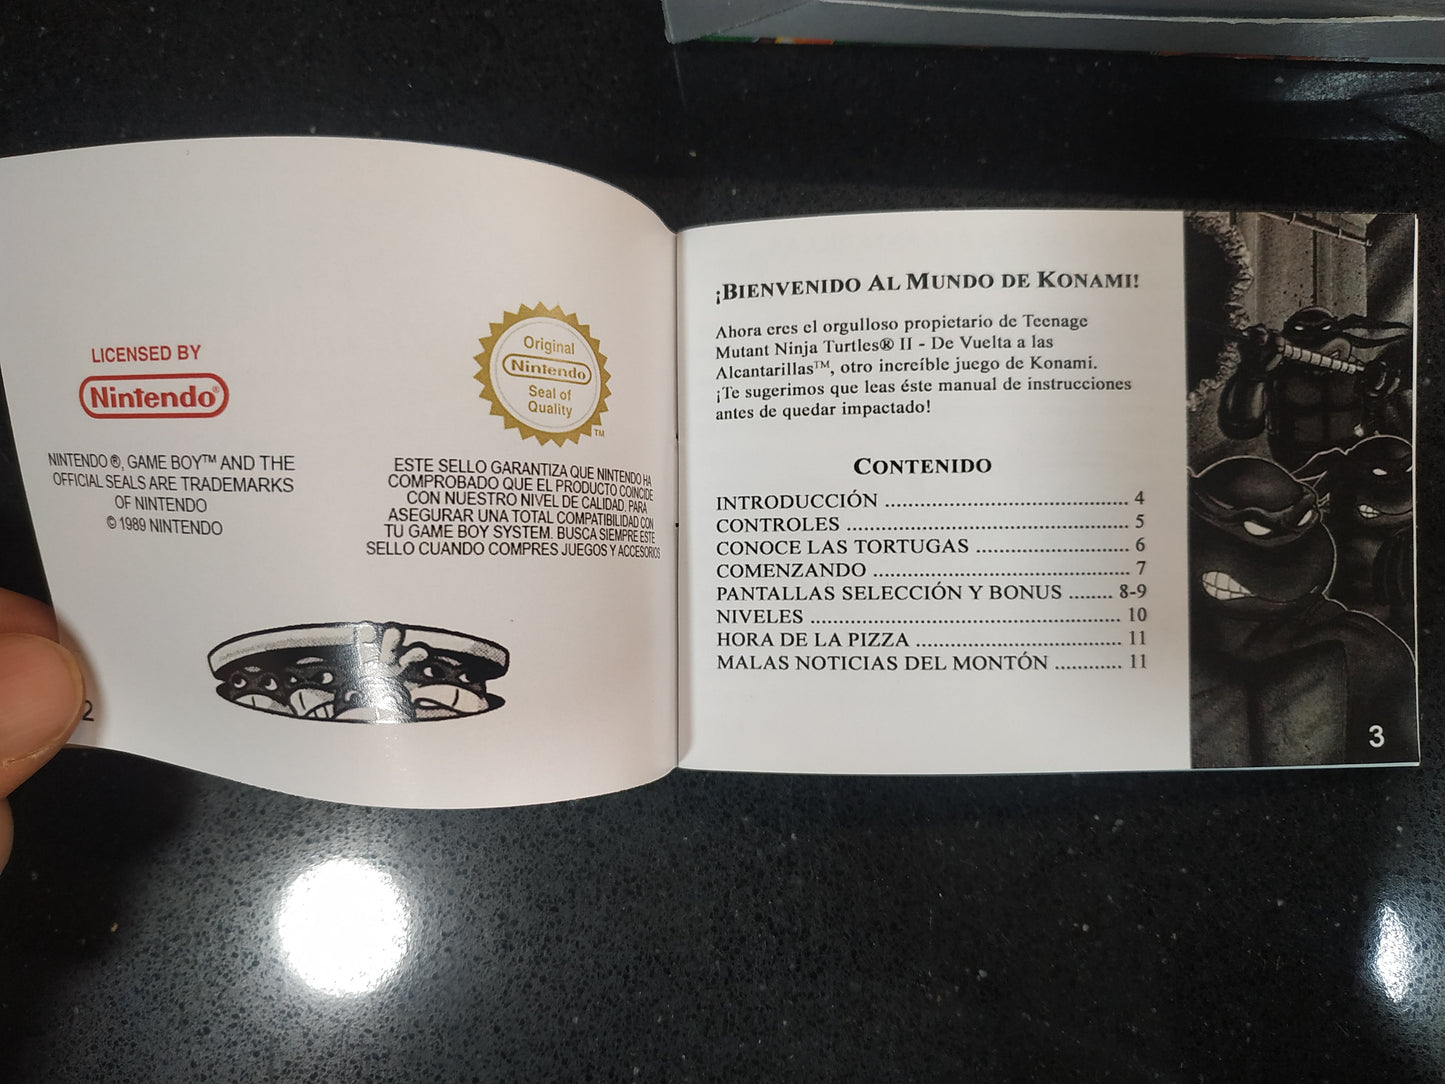 LICENSED BY
Nintendo®
NINTENDO ®, GAME BOY™ AND THE
OFFICIAL SEALS ARE TRADEMARKS
OF NINTENDO
© 1989 NINTENDO
Original
Nintendo
Seal of
Quality
TM
ESTE SELLO GARANTIZA QUE NINTENDO HA
COMPROBADO QUE EL PRODUCTO COINCIDE
CON NUESTRO NIVEL DE CALIDAD, PARA
ASEGURAR UNA TOTAL COMPATIBILIDAD CON
TU GAME BOY SYSTEM. BUSCA SIEMPRE ESTE
SELLO CUANDO COMPRES JUEGOS Y ACCESORIOS
2
¡BIENVENIDO AL MUNDO DE KONAMI!
Ahora eres el orgulloso propietario de Teenage
Mutant Ninja Turtles® II - De Vuelta a las
Alcantarillas™, otro increíble juego de Konami.
¡Te sugerimos que leas éste manual de instrucciones
antes de quedar impactado!
CONTENIDO
INTRODUCCIÓN ........................................... 4
CONTROLES .................................................. 5
CONOCE LAS TORTUGAS ........................... 6
COMENZANDO .............................................. 7
PANTALLAS SELECCIÓN Y BONUS ........ 8-9
NIVELES ...................................................... 10
HORA DE LA PIZZA .................................... 11
MALAS NOTICIAS DEL MONTÓN ............ 11
3